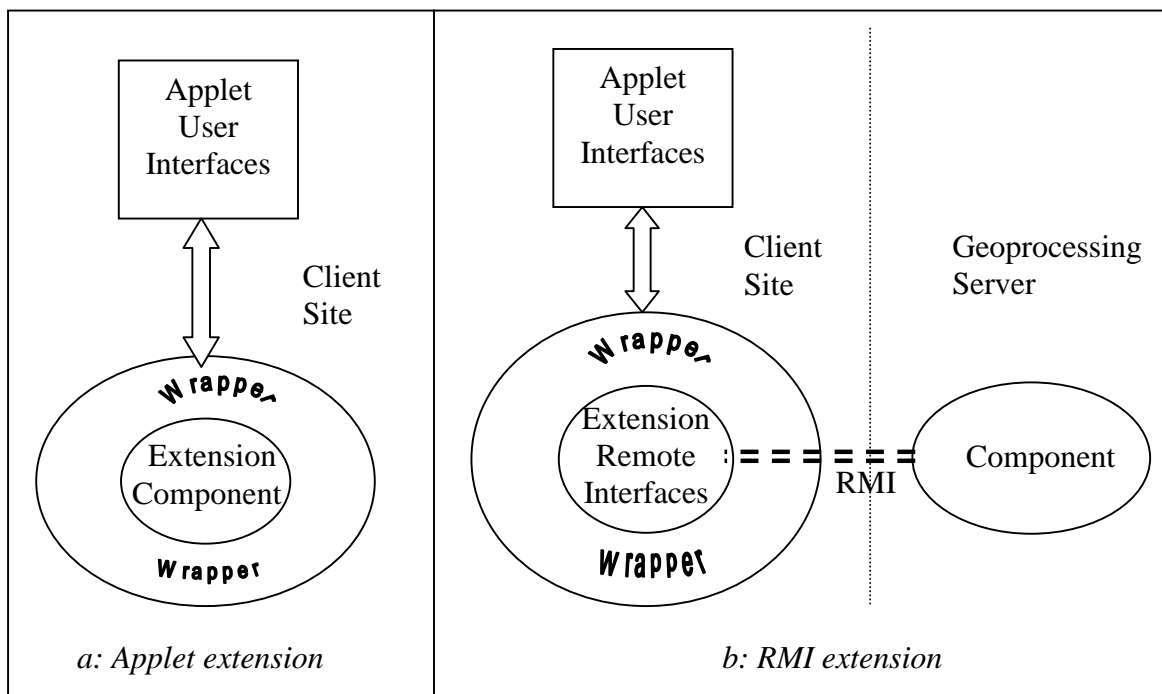 Applet
User
Interfaces
Client
Site
Wrapper
Extension
Component
Wrapper
a: Applet extension
Applet
User
Interfaces
Client
Site
Geoprocessing
Server
Wrapper
Extension
Remote
Interfaces
RMI
Component
Wrapper
b: RMI extension